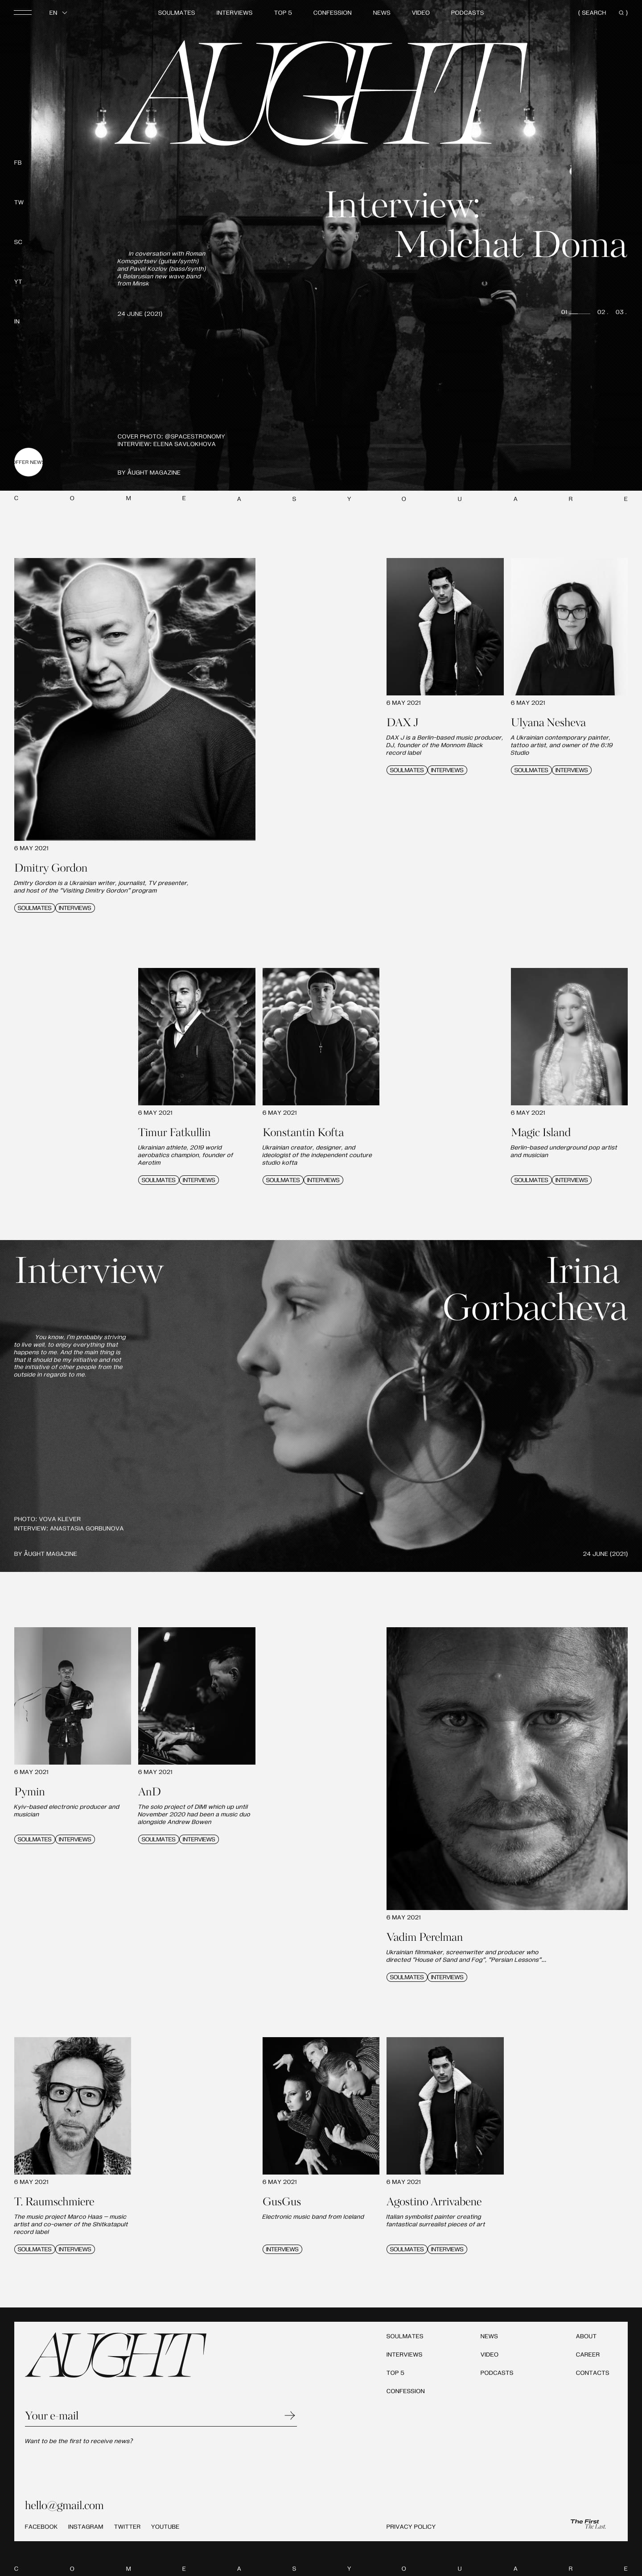 EN
SOULMATES INTERVIEWS TOP 5 CONFESSION NEWS VIDEO PODCASTS
( SEARCH )
AUGHT
FB
TW
SC
YT
IN
Interview:
Molchat Doma
In coversation with Roman
Komogortsev (guitar/synth)
and Pavel Kozlov (bass/synth)
A Belarusian new wave band
from Minsk
24 JUNE (2021)
01 02 . 03 .
COVER PHOTO: @SPACESTRONOMY
INTERVIEW: ELENA SAVLOKHOVA
BY ÅUGHT MAGAZINE
FFER NEW
C O M E A S Y O U A R E
6 MAY 2021
Dmitry Gordon
Dmitry Gordon is a Ukrainian writer, journalist, TV presenter,
and host of the "Visiting Dmitry Gordon" program
SOULMATES INTERVIEWS
6 MAY 2021
DAX J
DAX J is a Berlin-based music producer,
DJ, founder of the Monnom Black
record label
SOULMATES INTERVIEWS
6 MAY 2021
Ulyana Nesheva
A Ukrainian contemporary painter,
tattoo artist, and owner of the 6:19
Studio
SOULMATES INTERVIEWS
6 MAY 2021
Timur Fatkullin
Ukrainian athlete, 2019 world
aerobatics champion, founder of
Aerotim
SOULMATES INTERVIEWS
6 MAY 2021
Konstantin Kofta
Ukrainian creator, designer, and
ideologist of the independent couture
studio kofta
SOULMATES INTERVIEWS
6 MAY 2021
Magic Island
Berlin-based underground pop artist
and musician
SOULMATES INTERVIEWS
Interview
Irina
Gorbacheva
You know, I'm probably striving
to live well, to enjoy everything that
happens to me. And the main thing is
that it should be my initiative and not
the initiative of other people from the
outside in regards to me.
PHOTO: VOVA KLEVER
INTERVIEW: ANASTASIA GORBUNOVA
BY ÅUGHT MAGAZINE
24 JUNE (2021)
6 MAY 2021
Pymin
Kyiv-based electronic producer and
musician
SOULMATES INTERVIEWS
6 MAY 2021
AnD
The solo project of DIMI which up until
November 2020 had been a music duo
alongside Andrew Bowen
SOULMATES INTERVIEWS
6 MAY 2021
Vadim Perelman
Ukrainian filmmaker, screenwriter and producer who
directed "House of Sand and Fog", "Persian Lessons"...
SOULMATES INTERVIEWS
6 MAY 2021
T. Raumschmiere
The music project Marco Haas – music
artist and co-owner of the Shitkatapult
record label
SOULMATES INTERVIEWS
6 MAY 2021
GusGus
Electronic music band from Iceland
INTERVIEWS
6 MAY 2021
Agostino Arrivabene
Italian symbolist painter creating
fantastical surrealist pieces of art
SOULMATES INTERVIEWS
AUGHT
SOULMATES NEWS ABOUT
INTERVIEWS VIDEO CAREER
TOP 5 PODCASTS CONTACTS
CONFESSION
Your e-mail
Want to be the first to receive news?
hello@gmail.com
FACEBOOK INSTAGRAM TWITTER YOUTUBE
PRIVACY POLICY
The First
The Last.
C O M E A S Y O U A R E